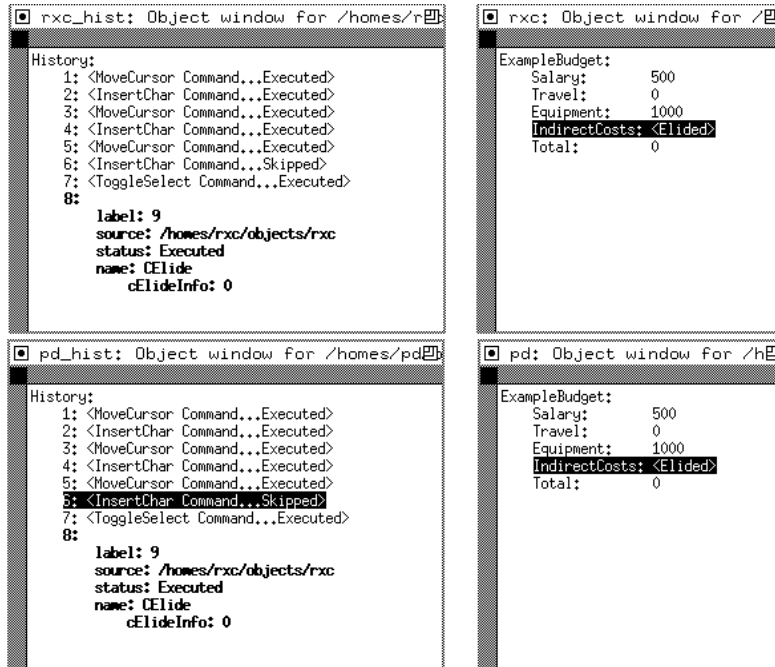 rxc_hist: Object window for /homes/r
History:
1: <MoveCursor Command...Executed>
2: <InsertChar Command...Executed>
3: <MoveCursor Command...Executed>
4: <InsertChar Command...Executed>
5: <MoveCursor Command...Executed>
6: <InsertChar Command...Skipped>
7: <ToggleSelect Command...Executed>
8:
label: 9
source: /homes/rxc/objects/rxc
status: Executed
name: CElide
cElideInfo: 0
rxc: Object window for /
ExampleBudget:
Salary: 500
Travel: 0
Equipment: 1000
IndirectCosts: <Elided>
Total: 0
pd_hist: Object window for /homes/pd
History:
1: <MoveCursor Command...Executed>
2: <InsertChar Command...Executed>
3: <MoveCursor Command...Executed>
4: <InsertChar Command...Executed>
5: <MoveCursor Command...Executed>
6: <InsertChar Command...Skipped>
7: <ToggleSelect Command...Executed>
8:
label: 9
source: /homes/rxc/objects/rxc
status: Executed
name: CElide
cElideInfo: 0
pd: Object window for /h
ExampleBudget:
Salary: 500
Travel: 0
Equipment: 1000
IndirectCosts: <Elided>
Total: 0